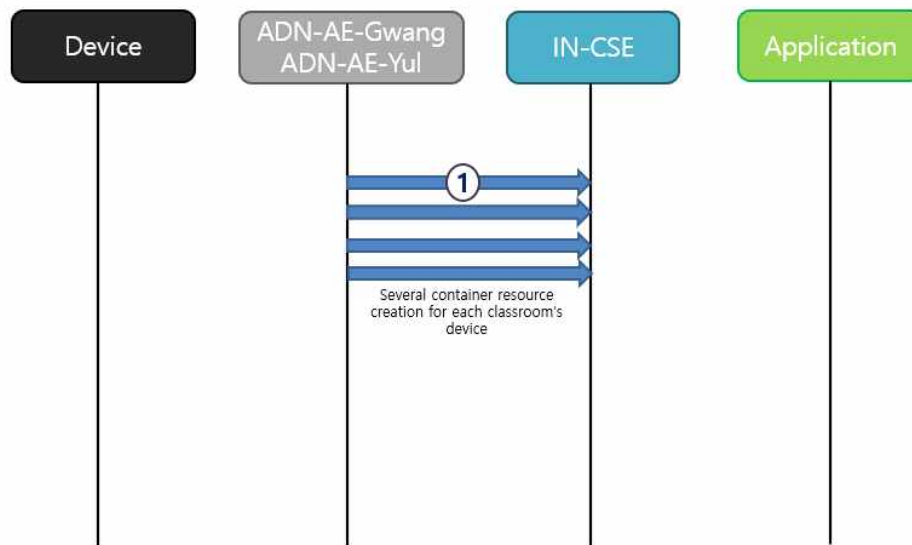 Device
ADN-AE-Gwang
ADN-AE-Yul
IN-CSE
Application
1
Several container resource
creation for each classroom's
device